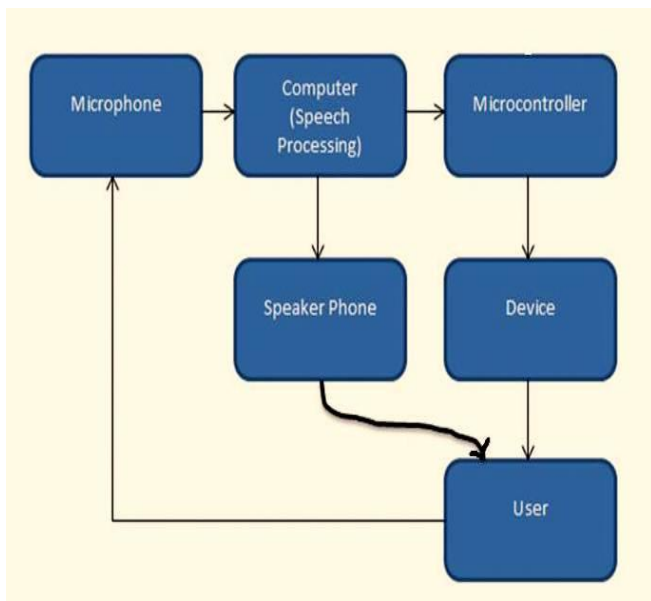 Microphone
Computer
(Speech
Processing)
Microcontroller
Speaker Phone
Device
User